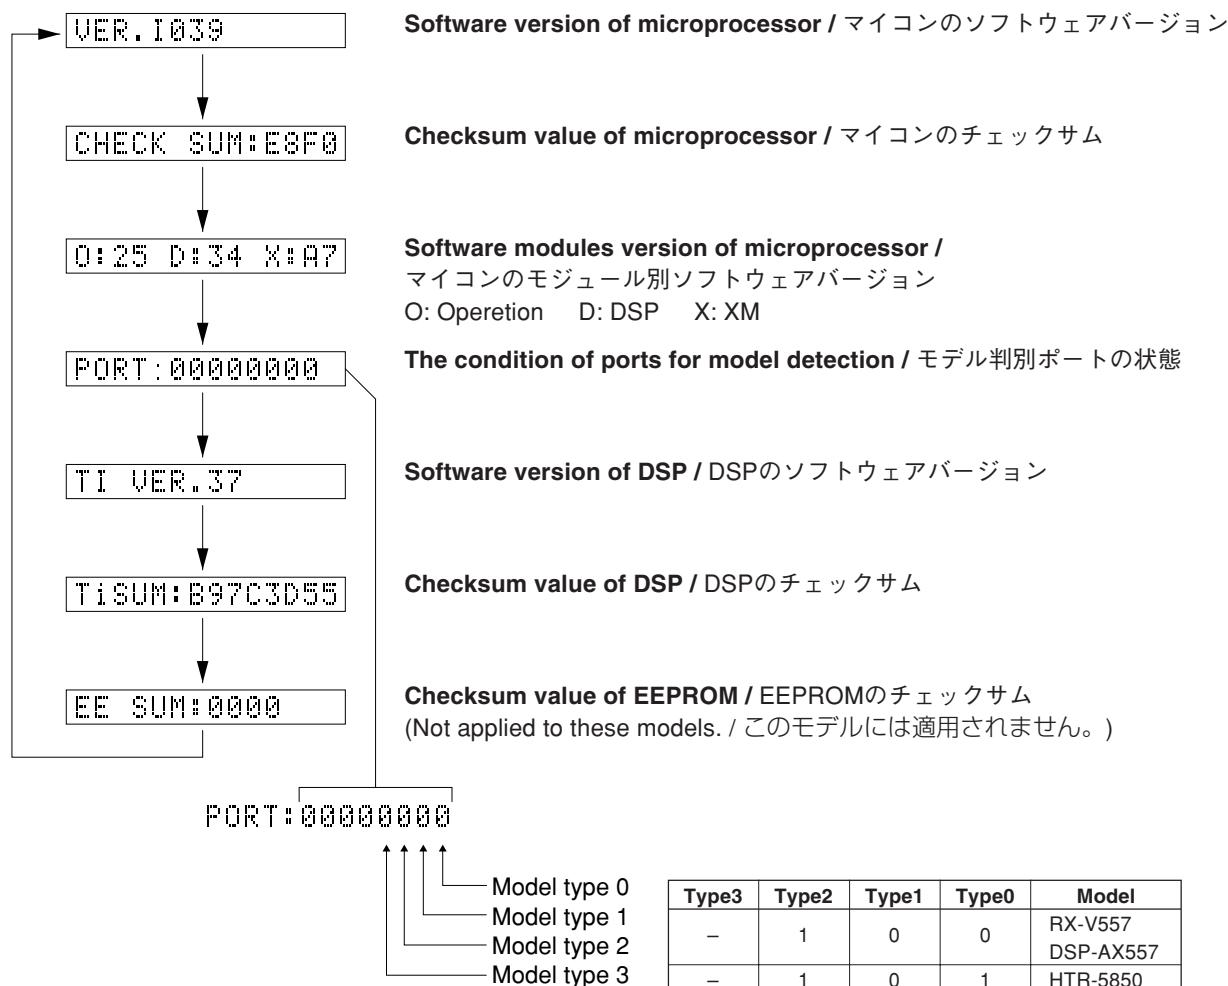 VER.I039
Software version of microprocessor / マイコンのソフトウェアバージョン
CHECK SUM:E8F0
Checksum value of microprocessor / マイコンのチェックサム
O:25 D:34 X:A7
Software modules version of microprocessor /
マイコンのモジュール別ソフトウェアバージョン
O: Operetion D: DSP X: XM
PORT:00000000
The condition of ports for model detection / モデル判別ポートの状態
TI VER.37
Software version of DSP / DSPのソフトウェアバージョン
TiSUM:B97C3D55
Checksum value of DSP / DSPのチェックサム
EE SUM:0000
Checksum value of EEPROM / EEPROMのチェックサム
(Not applied to these models. / このモデルには適用されません。)
PORT:00000000
Model type 0
Model type 1
Model type 2
Model type 3
Type3 Type2 Type1 Type0 Model
– 1 0 0 RX-V557
DSP-AX557
– 1 0 1 HTR-5850